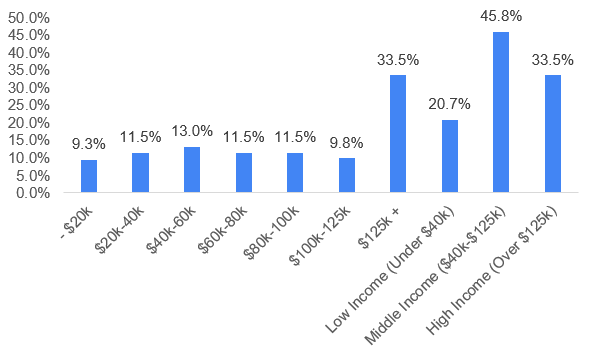 50.0%
45.0%
40.0%
35.0%
30.0%
25.0%
20.0%
15.0%
10.0%
5.0%
0.0%
9.3%
11.5%
13.0%
11.5%
11.5%
9.8%
33.5%
20.7%
45.8%
33.5%
- $20k
$20k-40k
$40k-60k
$60k-80k
$80k-100k
$100k-125k
$125k +
Low Income (Under $40k)
Middle Income ($40k-$125k)
High Income (Over $125k)